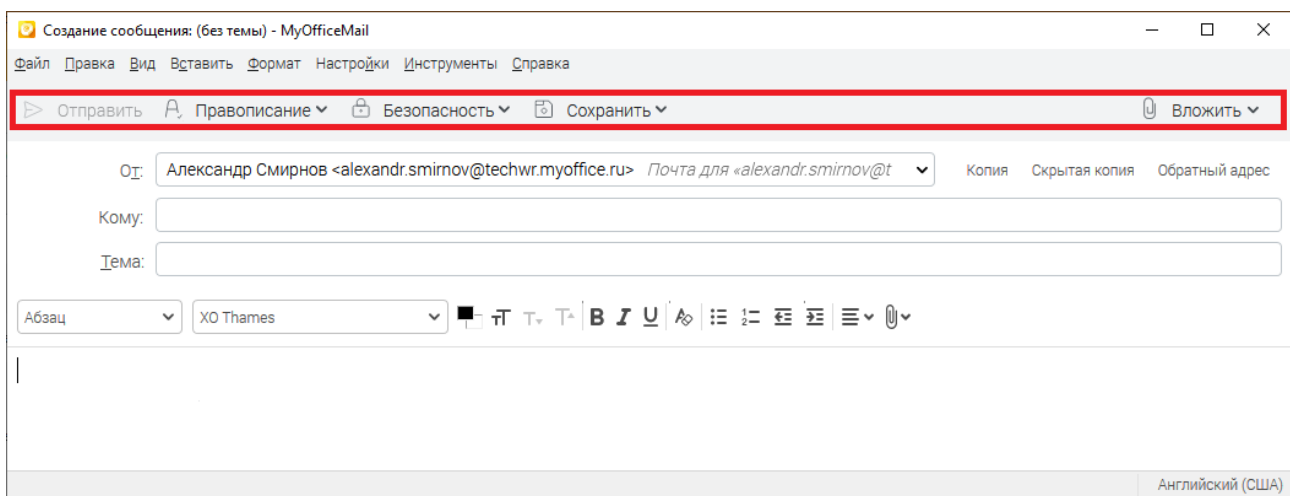 Создание сообщения: (без темы) - MyOfficeMail
Файл Правка Вид Вставить Формат Настройки Инструменты Справка
Отправить Правописание Безопасность Сохранить Вложить
От: Александр Смирнов <alexandr.smirnov@techwr.myoffice.ru> Почта для «alexandr.smirnov@t Копия Скрытая копия Обратный адрес
Кому:
Тема:
Абзац XO Thames
Английский (США)